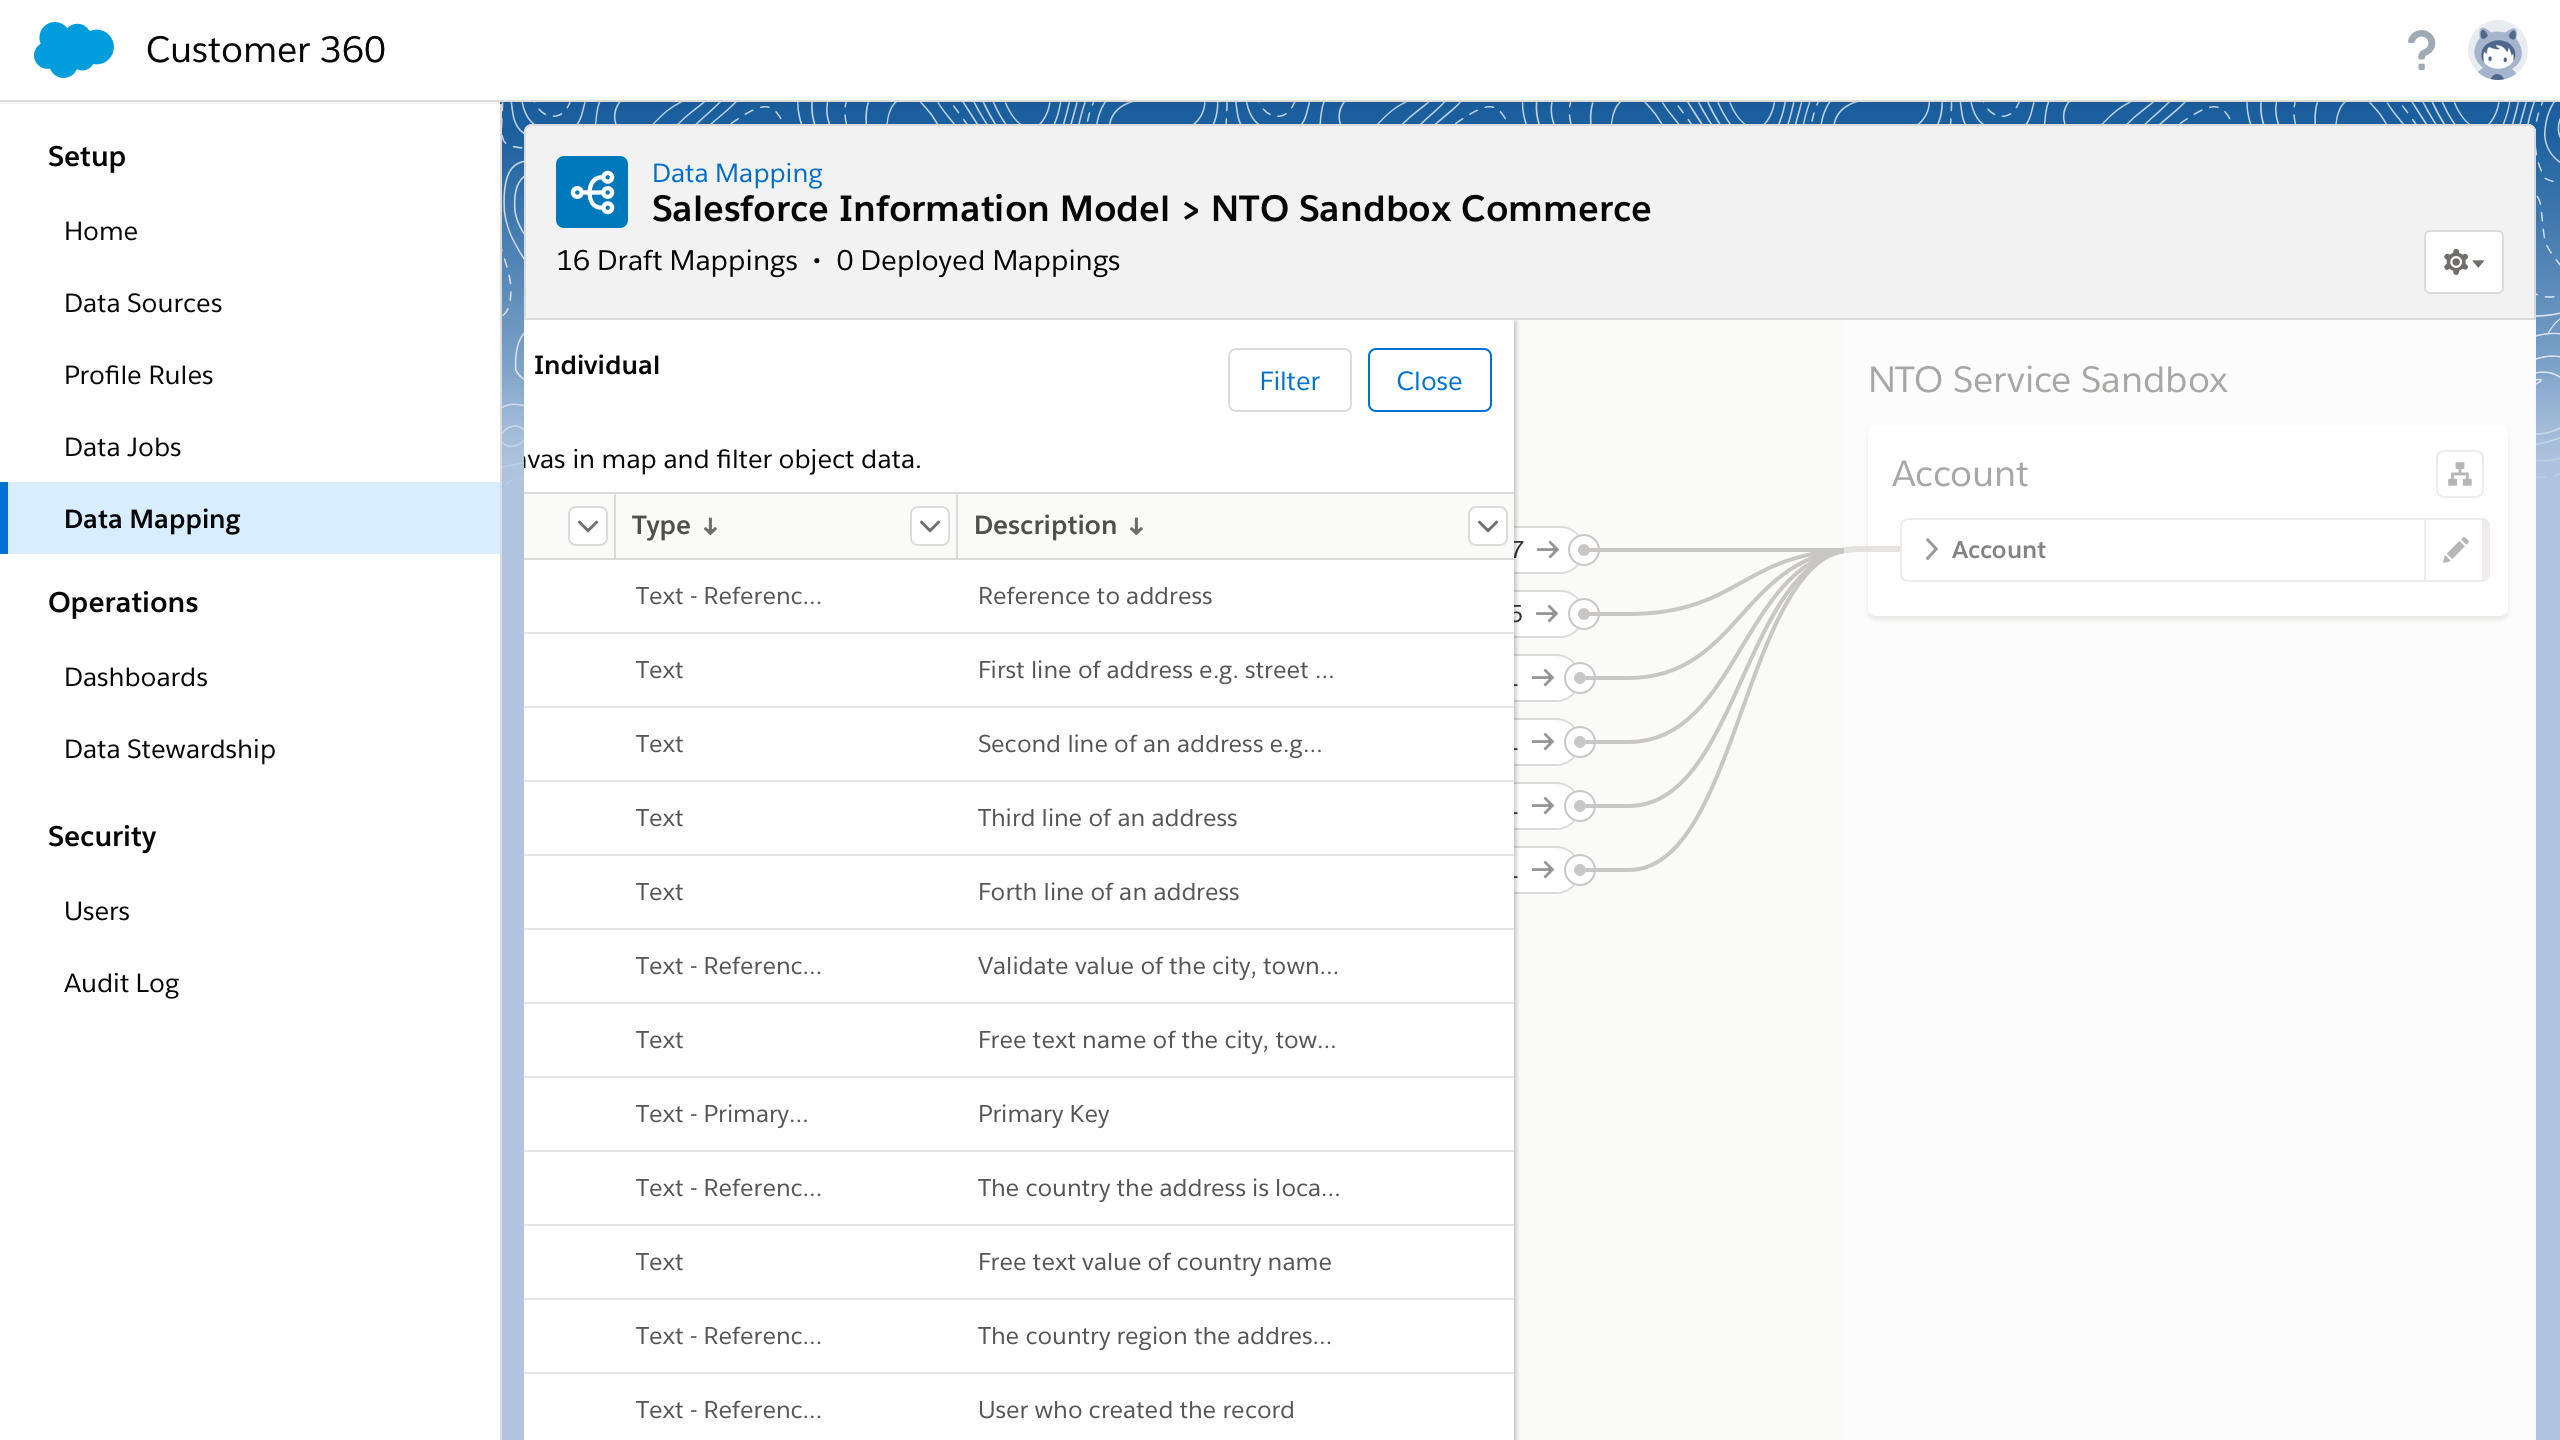 Customer 360
?
Setup
Home
Data Sources
Profile Rules
Data Jobs
Data Mapping
Operations
Dashboards
Data Stewardship
Security
Users
Audit Log
Data Mapping
Salesforce Information Model > NTO Sandbox Commerce
16 Draft Mappings • 0 Deployed Mappings
Individual
Filter
Close
in map and filter object data.
Type
Description
Text - Referenc... Reference to address
Text First line of address e.g. street ...
Text Second line of an address e.g...
Text Third line of an address
Text Forth line of an address
Text - Referenc... Validate value of the city, town...
Text Free text name of the city, tow...
Text - Primary... Primary Key
Text - Referenc... The country the address is loca...
Text Free text value of country name
Text - Referenc... The country region the addres...
Text - Referenc... User who created the record
7
5
NTO Service Sandbox
Account
Account